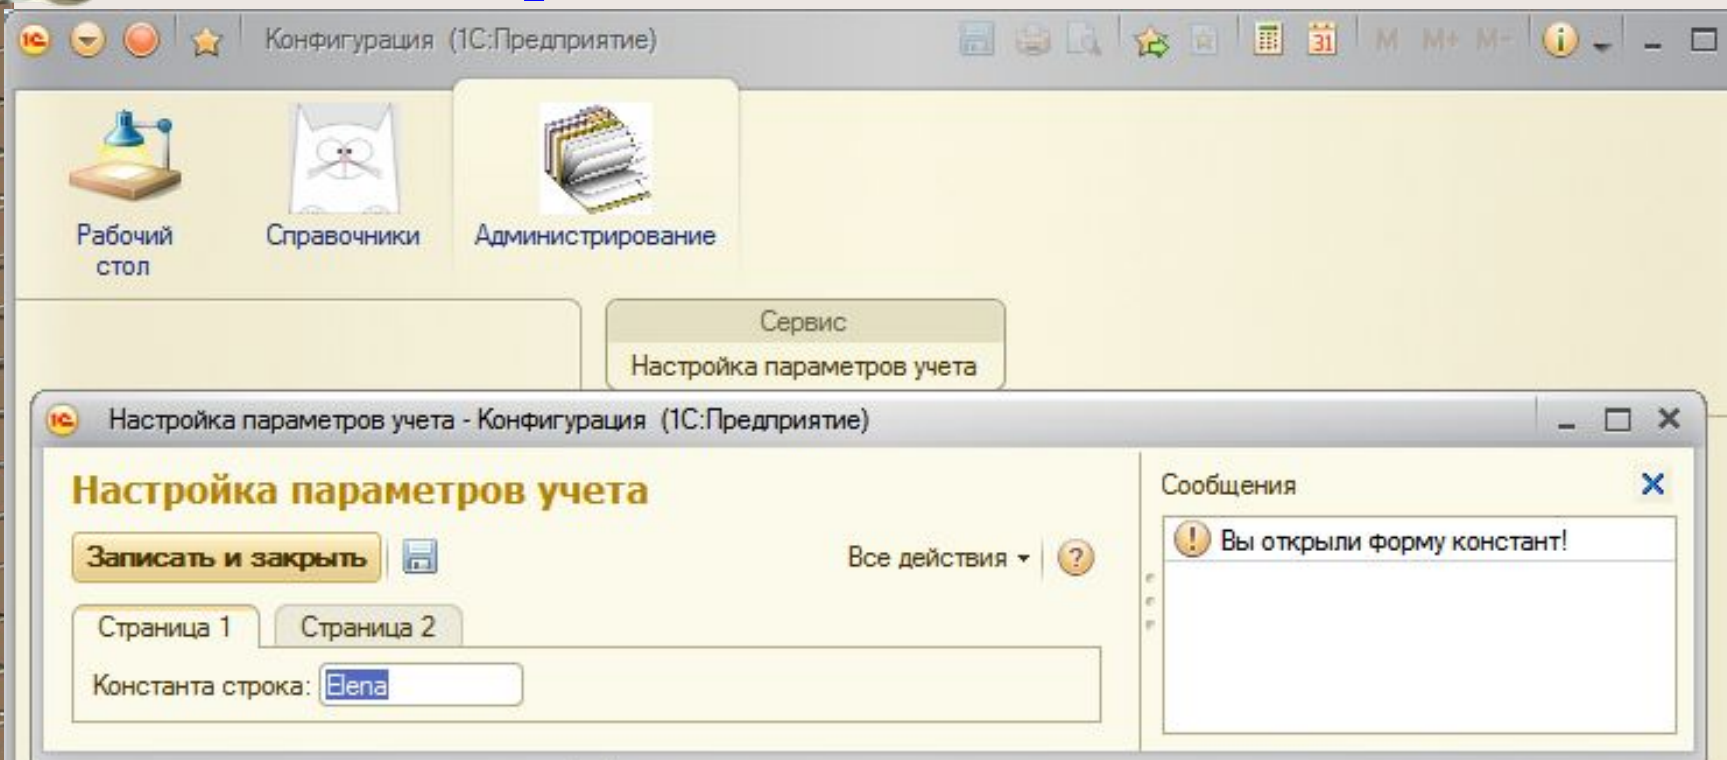 Конфигурация (1С:Предприятие)
31 М М+ М-
Рабочий
стол
Справочники
Администрирование
Сервис
Настройка параметров учета
Настройка параметров учета - Конфигурация (1С:Предприятие)
Настройка параметров учета
Записать и закрыть
Все действия
?
Страница 1
Страница 2
Константа строка: Elena
Сообщения
Вы открыли форму констант!